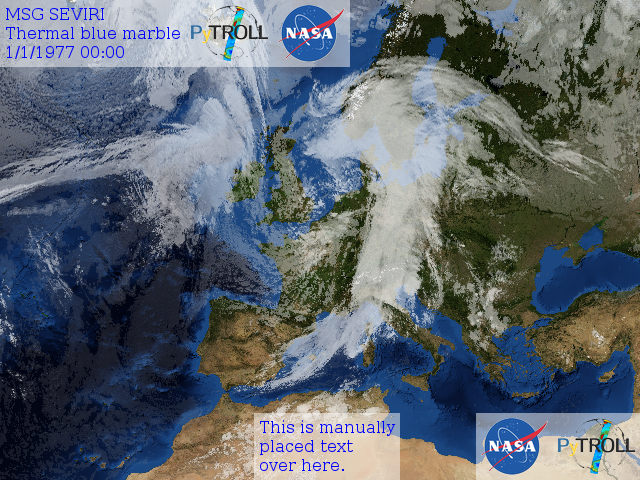 MSG SEVIRI
Thermal blue marble
1/1/1977 00:00
PyTROLL
NASA
This is manually
placed text
over here.
NASA
PyTROLL